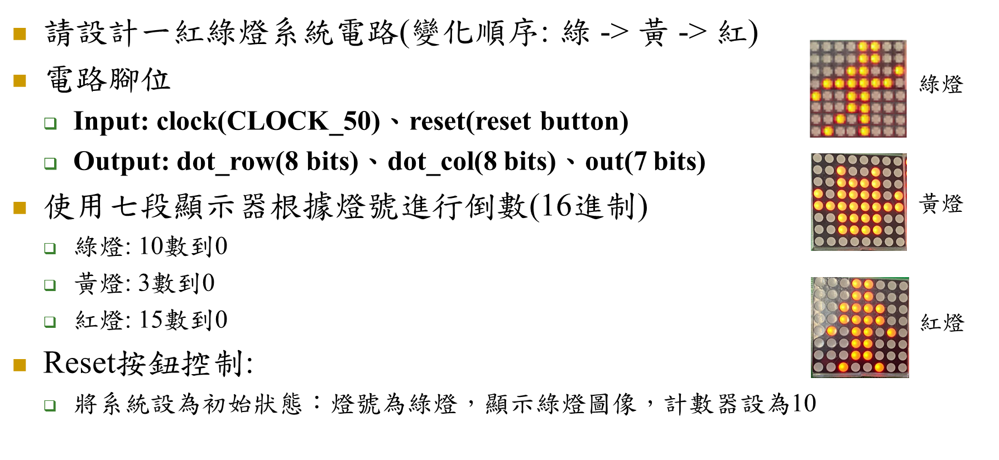 請設計一紅綠燈系統電路(變化順序: 綠 -> 黃 -> 紅)
電路腳位
Input: clock(CLOCK_50)、reset(reset button)
Output: dot_row(8 bits)、dot_col(8 bits)、out(7 bits)
使用七段顯示器根據燈號進行倒數(16進制)
綠燈: 10數到0
黃燈: 3數到0
紅燈: 15數到0
Reset按鈕控制:
將系統設為初始狀態：燈號為綠燈，顯示綠燈圖像，計數器設為10
綠燈
黃燈
紅燈